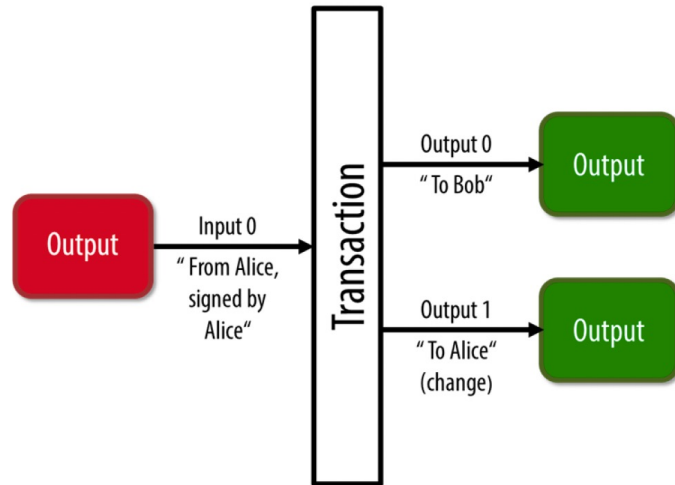 Output
Input 0
“ From Alice,
signed by
Alice“
Transaction
Output 0
“ To Bob“
Output
Output 1
“ To Alice“
(change)
Output